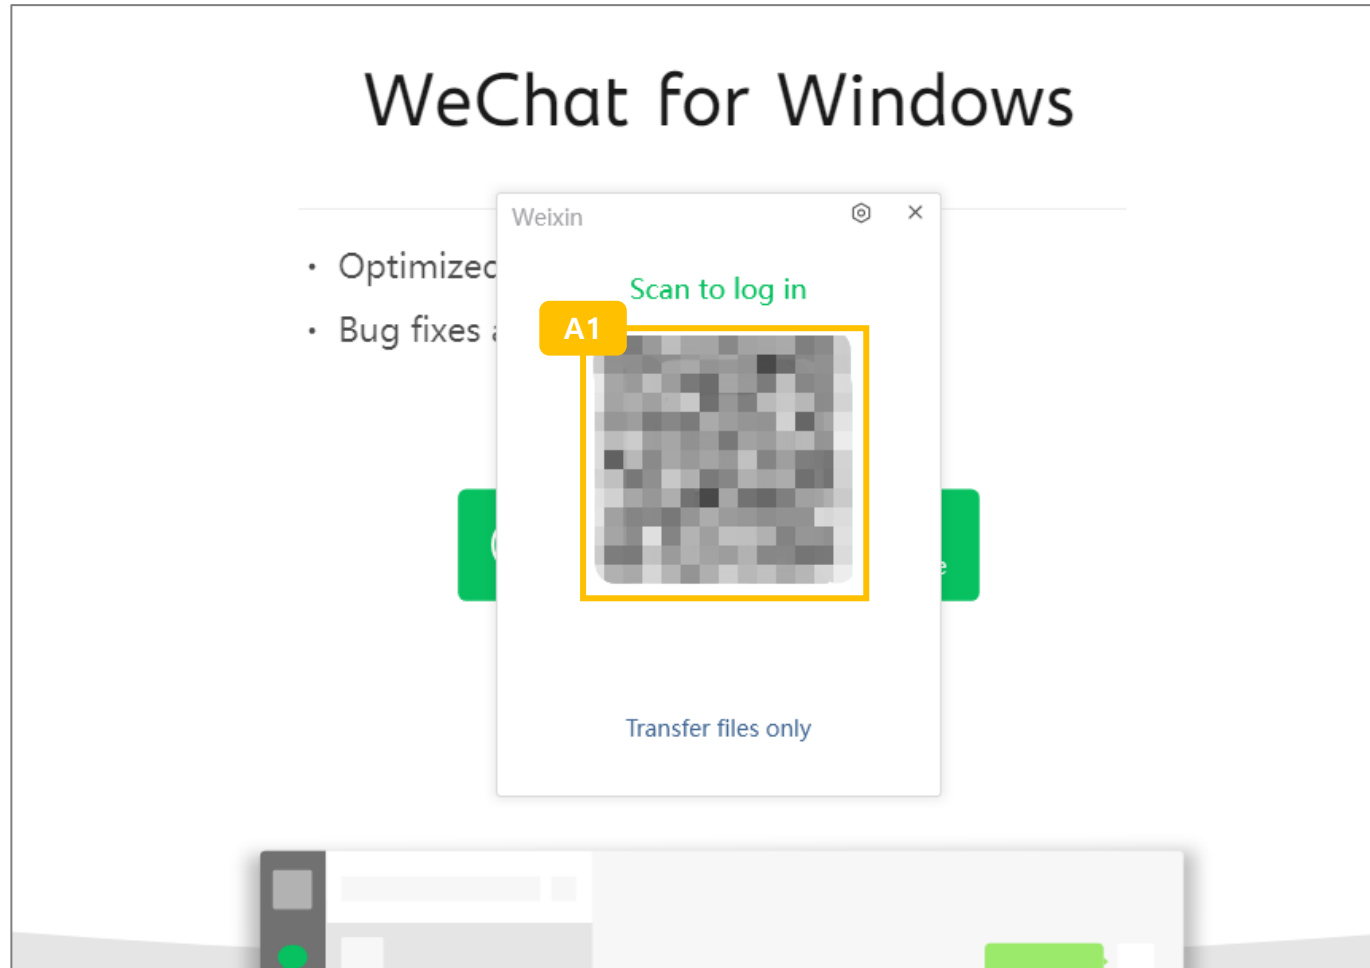 WeChat for Windows
Weixin
Optimized
Bug fixes
Scan to log in
A1
e
Transfer files only